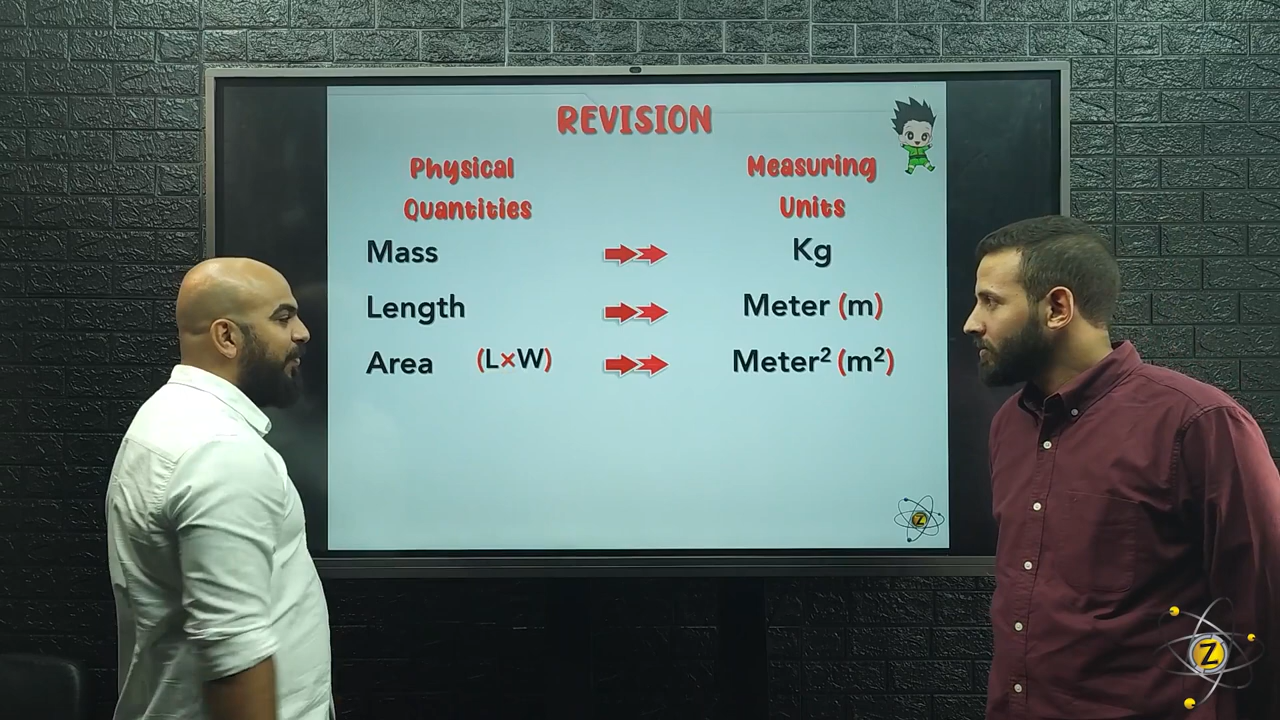 REVISION
Physical
Quantities
Measuring
Units
Mass Kg
Length Meter (m)
Area (L×W) Meter² (m²)
Z
Z